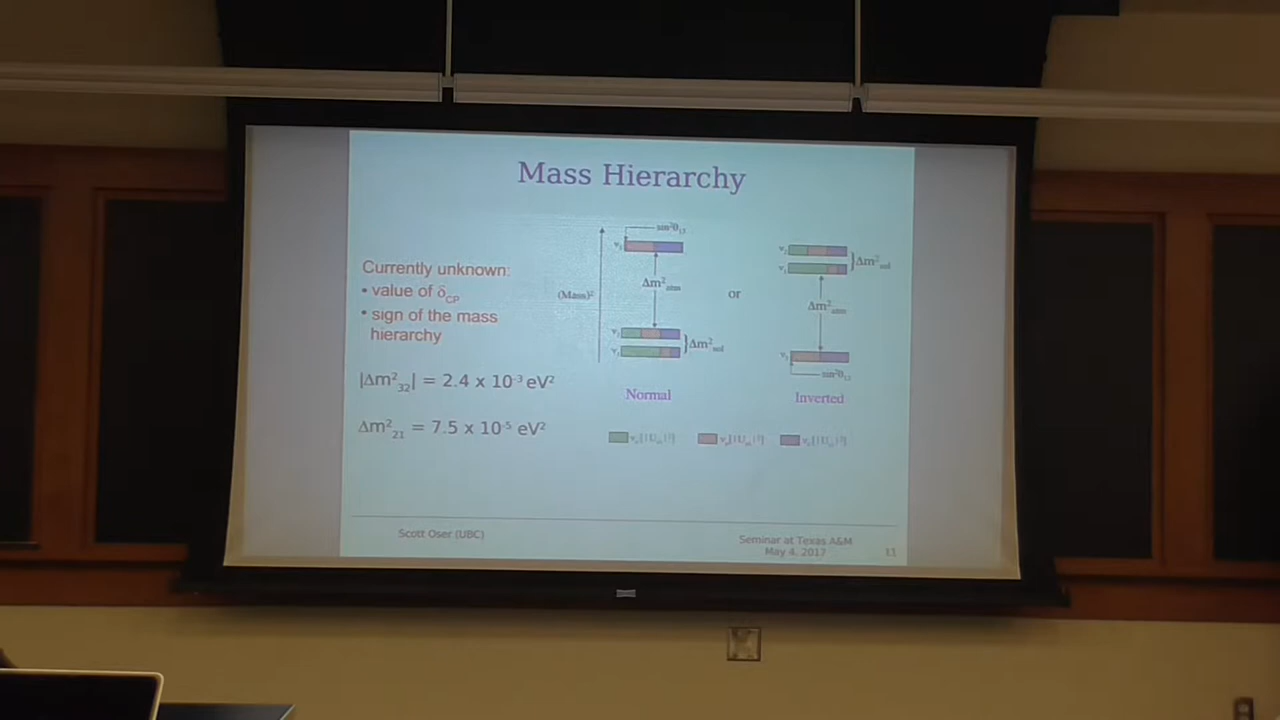 Mass Hierarchy
Currently unknown:
• value of δCP
• sign of the mass
hierarchy
|Δm²32| = 2.4 x 10⁻³ eV²
Δm²21 = 7.5 x 10⁻⁵ eV²
(Mass)²
sin²θ13
Δm²atm
Δm²sol
Normal
or
Δm²sol
Δm²atm
sin²θ13
Inverted
Scott Oser (UBC)
Seminar at Texas A&M
May 4, 2017
11